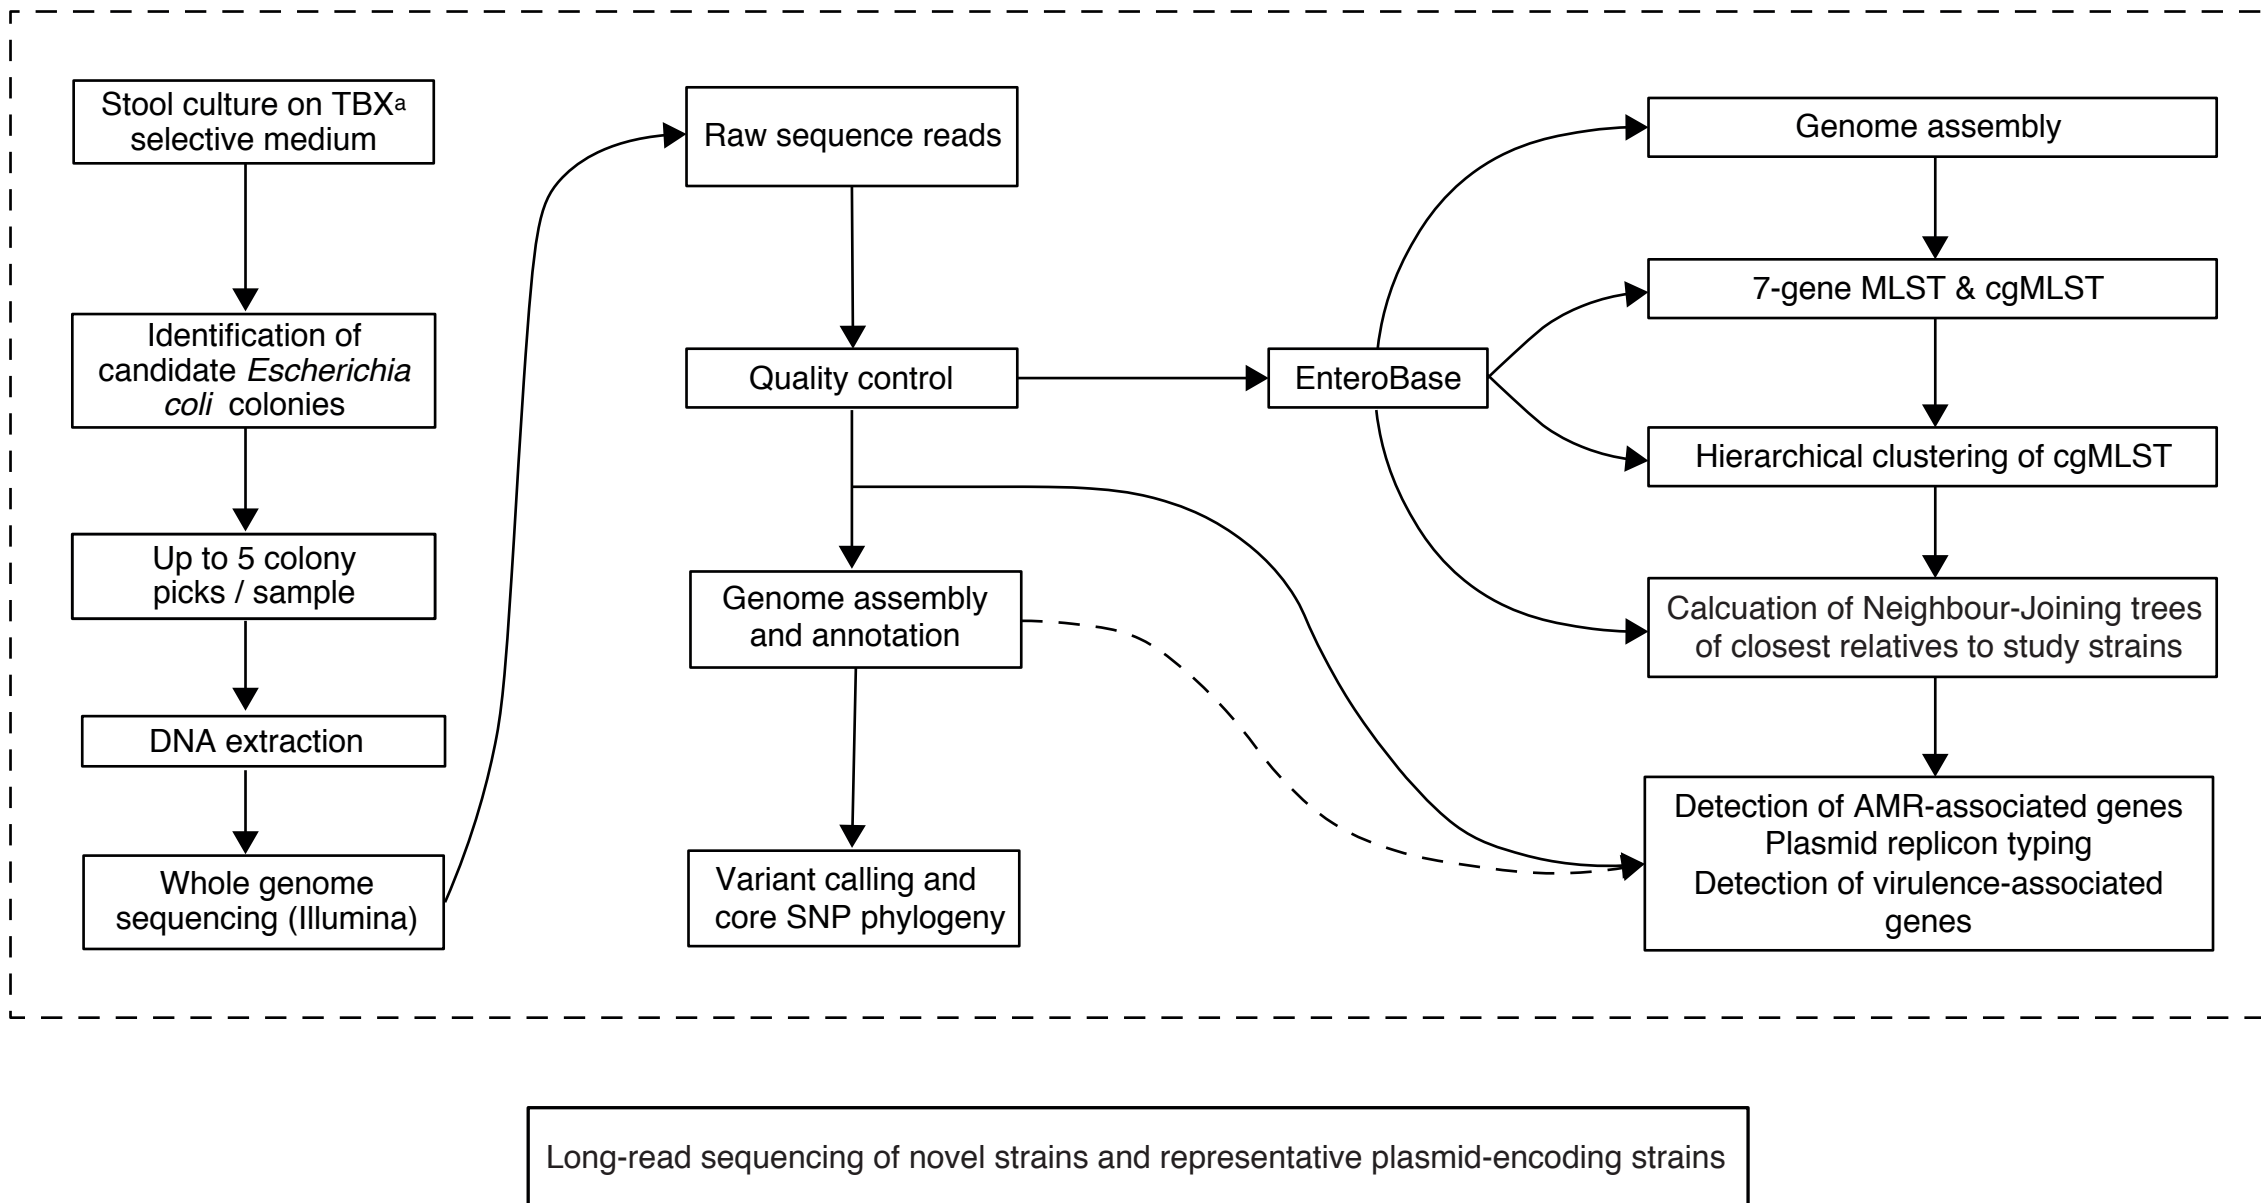 Stool culture on TBXa
selective medium
Identification of
candidate Escherichia
coli colonies
Up to 5 colony
picks / sample
DNA extraction
Whole genome
sequencing (Illumina)
Raw sequence reads
Quality control
Genome assembly
and annotation
Variant calling and
core SNP phylogeny
EnteroBase
Genome assembly
7-gene MLST & cgMLST
Hierarchical clustering of cgMLST
Calcuation of Neighbour-Joining trees
of closest relatives to study strains
Detection of AMR-associated genes
Plasmid replicon typing
Detection of virulence-associated
genes
Long-read sequencing of novel strains and representative plasmid-encoding strains